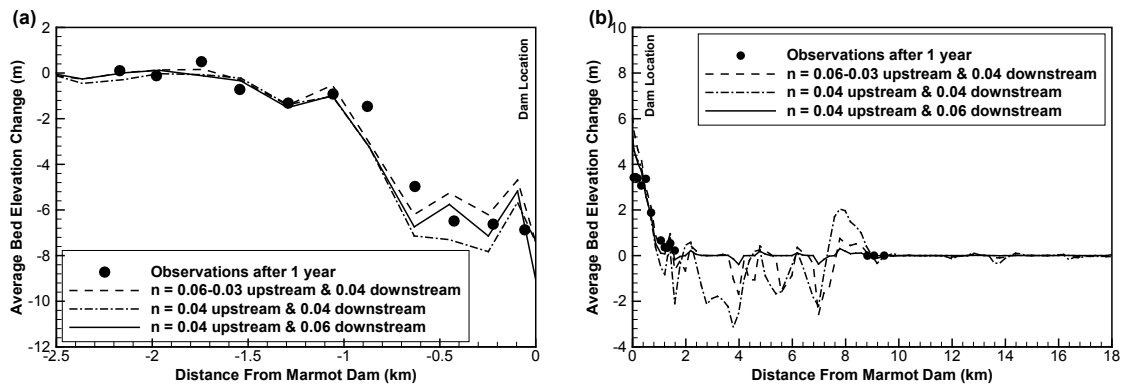 (a)
2
0
-2
-4
-6
-8
-10
-12
Average Bed Elevation Change (m)
Dam Location
Observations after 1 year
n = 0.06-0.03 upstream & 0.04 downstream
n = 0.04 upstream & 0.04 downstream
n = 0.04 upstream & 0.06 downstream
-2.5
-2
-1.5
-1
-0.5
0
Distance From Marmot Dam (km)
(b)
10
8
6
4
2
0
-2
-4
Average Bed Elevation Change (m)
Dam Location
Observations after 1 year
n = 0.06-0.03 upstream & 0.04 downstream
n = 0.04 upstream & 0.04 downstream
n = 0.04 upstream & 0.06 downstream
0
2
4
6
8
10
12
14
16
18
Distance From Marmot Dam (km)